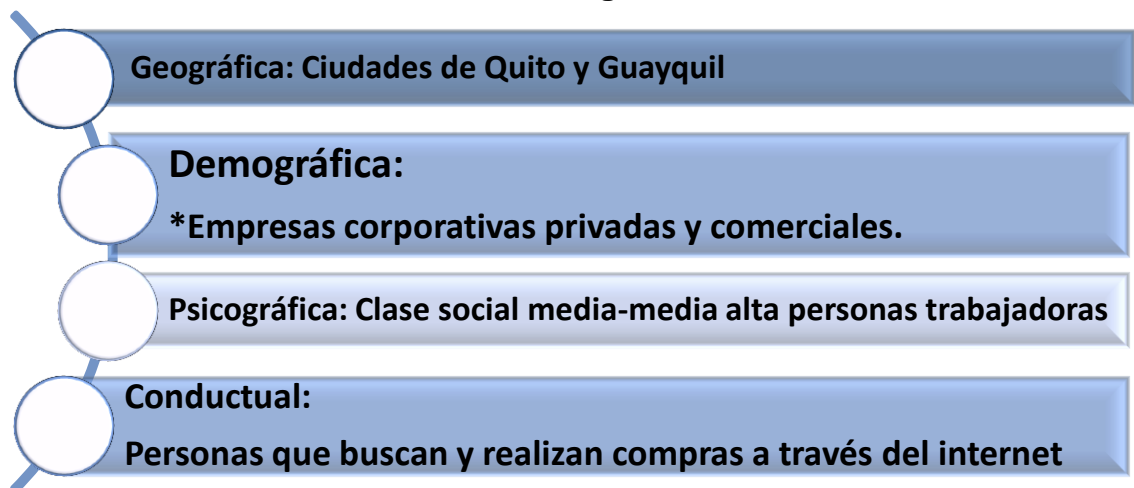 Geográfica: Ciudades de Quito y Guayquil
Demográfica:
*Empresas corporativas privadas y comerciales.
Psicográfica: Clase social media-media alta personas trabajadoras
Conductual:
Personas que buscan y realizan compras a través del internet